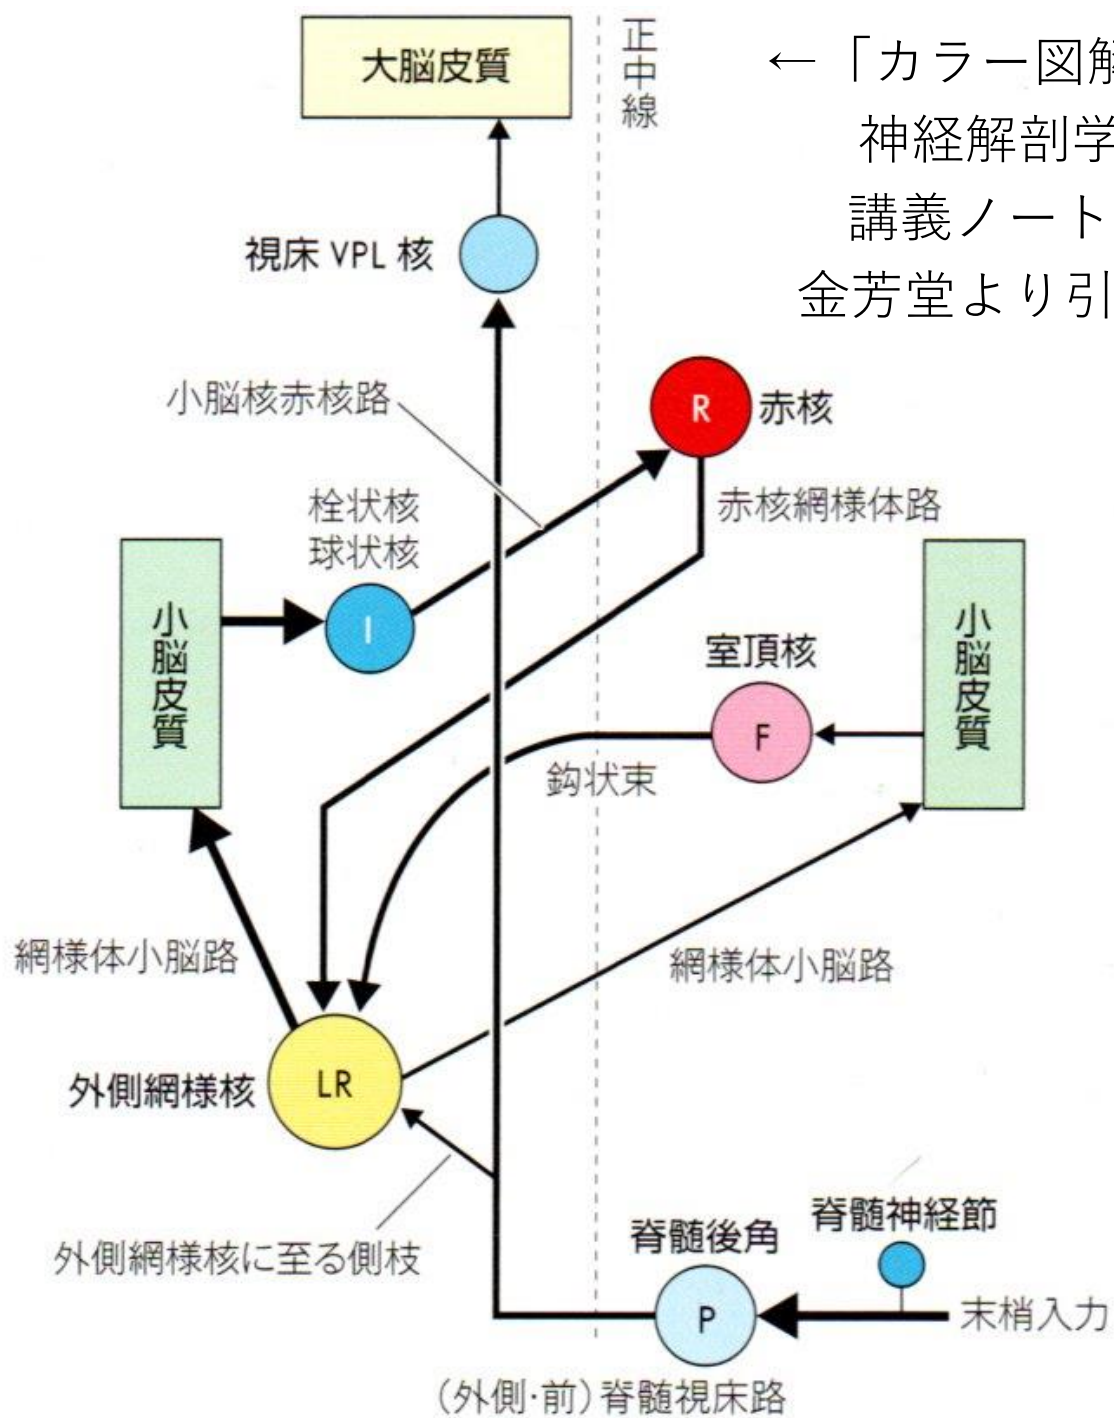 大脳皮質
正中線
←「カラー図解
神経解剖学
講義ノート
金芳堂より引
視床 VPL 核
小脳核赤核路
R
赤核
栓状核
球状核
赤核網様体路
小脳皮質
I
室頂核
小脳皮質
F
鈎状束
網様体小脳路
網様体小脳路
外側網様核
LR
外側網様核に至る側枝
脊髄神経節
脊髄後角
P
末梢入力
(外側·前)脊髄視床路